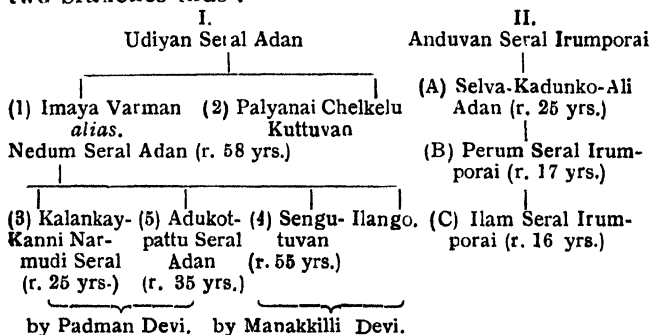 two branches thus :
I. II.
Udiyan Seral Adan Anduvan Seral Irumporai
(A) Selva-Kadunko-Ali
(1) Imaya Varman (2) Palyanai Chelkelu Adan (r. 25 yrs.)
alias. Kuttuvan
Nedum Seral Adan (r. 58 yrs.) (B) Perum Seral Irum-
porai (r. 17 yrs.)
(3) Kalankay- (5) Adukot- (4) Sengu- Ilango. (C) Ilam Seral Irum-
Kanni Nar- pattu Seral tuvan porai (r. 16 yrs.)
mudi Seral Adan (r. 55 yrs.)
(r. 25 yrs-) (r. 35 yrs.)
by Padman Devi. by Manakkilli Devi.